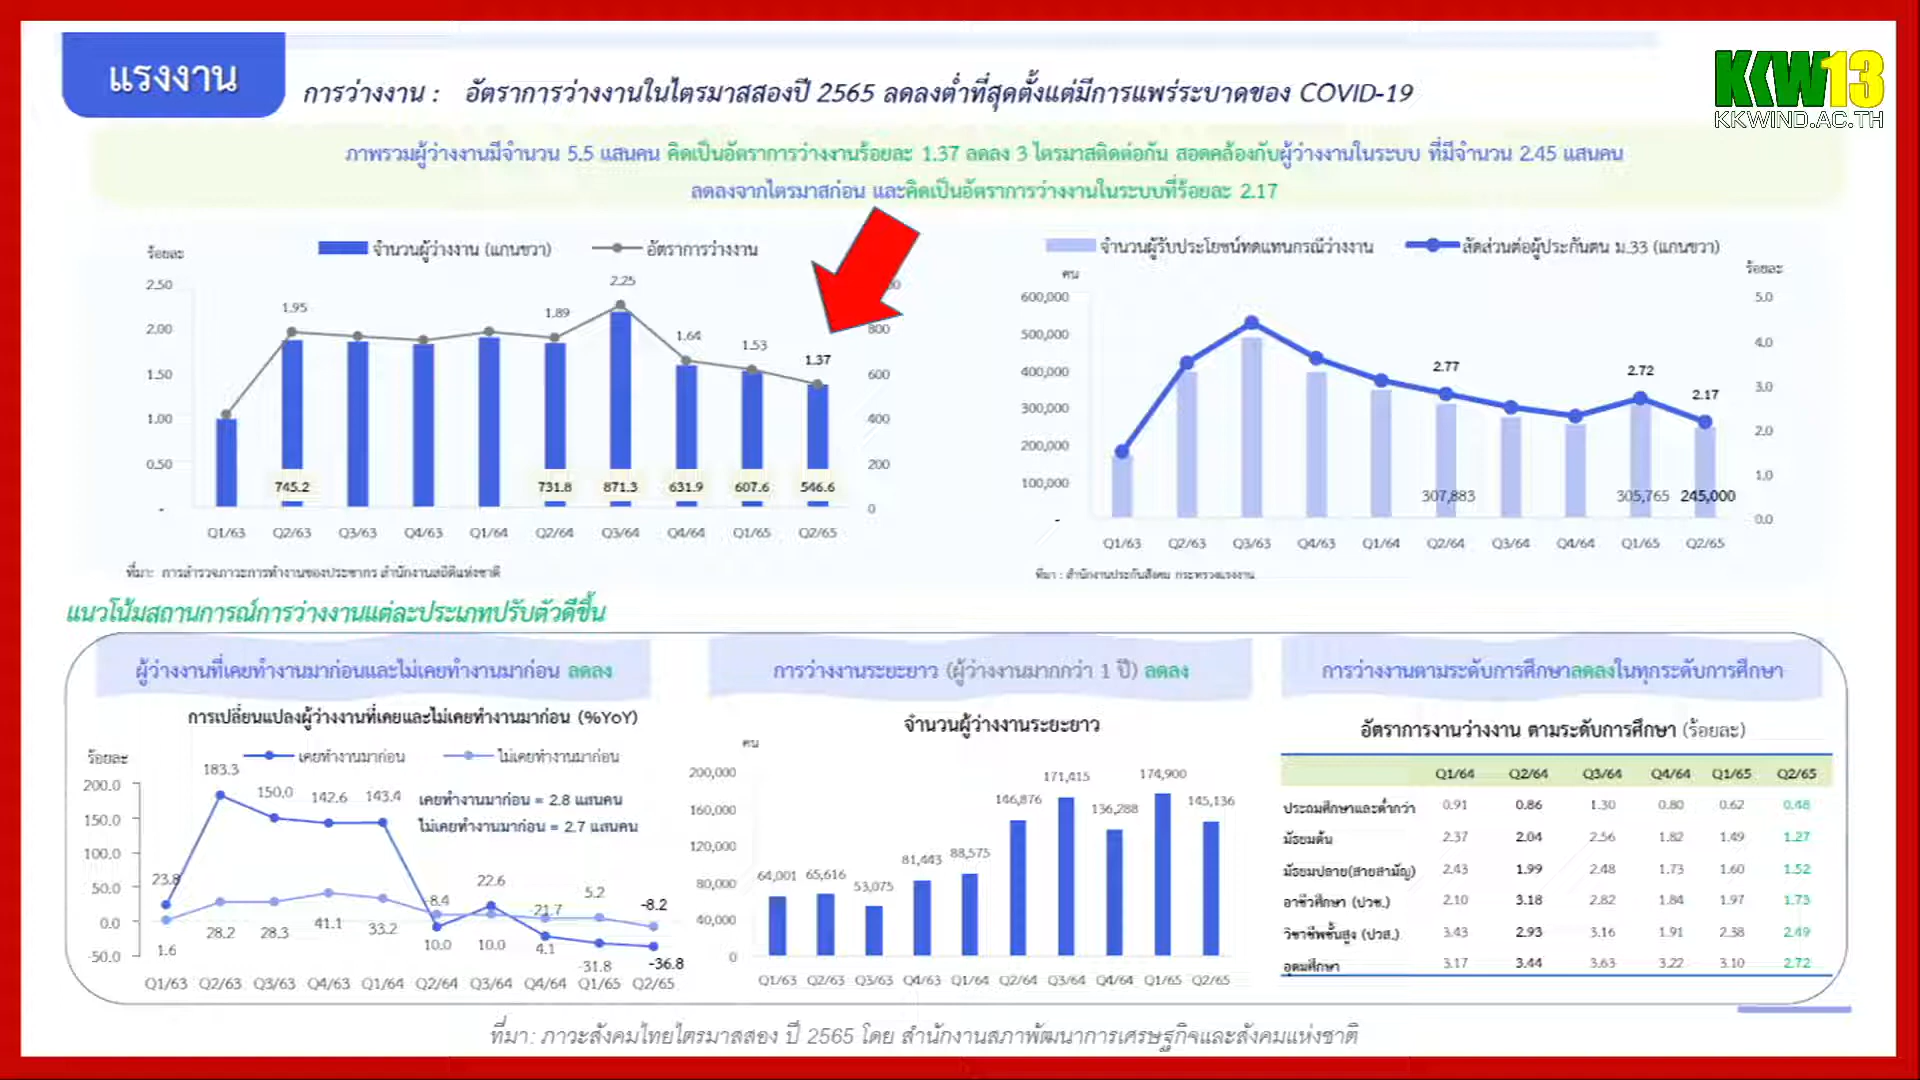 แรงงาน
การว่างงาน : อัตราการว่างงานในไตรมาสสองปี 2565 ลดลงต่ำที่สุดตั้งแต่มีการแพร่ระบาดของ COVID-19
KKW13
KKWIND.AC.TH
ภาพรวมผู้ว่างงานมีจำนวน 5.5 แสนคน คิดเป็นอัตราการว่างงานร้อยละ 1.37 ลดลง 3 ไตรมาสติดต่อกัน สอดคล้องกับผู้ว่างงานในระบบ ที่มีจำนวน 2.45 แสนคน
ลดลงจากไตรมาสก่อน และคิดเป็นอัตราการว่างงานในระบบที่ร้อยละ 2.17
ร้อยละ จำนวนผู้ว่างงาน (แกนขวา) อัตราการว่างงาน
2.50
2.00
1.50
1.00
0.50
-
1.95 1.89 2.25 1.64 1.53 1.37
800
600
400
200
0
745.2 731.8 871.3 631.9 607.6 546.6
Q1/63 Q2/63 Q3/63 Q4/63 Q1/64 Q2/64 Q3/64 Q4/64 Q1/65 Q2/65
ที่มา: การสำรวจภาวะการทำงานของประชากร สำนักงานสถิติแห่งชาติ
จำนวนผู้รับประโยชน์ทดแทนกรณีว่างงาน สัดส่วนต่อผู้ประกันตน ม.33 (แกนขวา)
คน ร้อยละ
600,000 5.0
500,000 4.0
400,000 3.0
300,000 2.0
200,000 1.0
100,000 0.0
-
2.77 2.72 2.17
307,883 305,765 245,000
Q1/63 Q2/63 Q3/63 Q4/63 Q1/64 Q2/64 Q3/64 Q4/64 Q1/65 Q2/65
ที่มา : สำนักงานประกันสังคม กระทรวงแรงงาน
แนวโน้มสถานการณ์การว่างงานแต่ละประเภทปรับตัวดีขึ้น
ผู้ว่างงานที่เคยทำงานมาก่อนและไม่เคยทำงานมาก่อน ลดลง
การเปลี่ยนแปลงผู้ว่างงานที่เคยและไม่เคยทำงานมาก่อน (%YoY)
ร้อยละ เคยทำงานมาก่อน ไม่เคยทำงานมาก่อน
เคยทำงานมาก่อน = 2.8 แสนคน
ไม่เคยทำงานมาก่อน = 2.7 แสนคน
200.0
150.0
100.0
50.0
0.0
-50.0
23.8 183.3 150.0 142.6 143.4 -8.4 22.6 -21.7 5.2 -8.2
1.6 28.2 28.3 41.1 33.2 10.0 10.0 4.1 -31.8 -36.8
Q1/63 Q2/63 Q3/63 Q4/63 Q1/64 Q2/64 Q3/64 Q4/64 Q1/65 Q2/65
การว่างงานระยะยาว (ผู้ว่างงานมากกว่า 1 ปี) ลดลง
จำนวนผู้ว่างงานระยะยาว
คน
200,000
160,000
120,000
80,000
40,000
0
64,001 65,616 53,075 81,443 88,575 146,876 171,415 136,288 174,900 145,136
Q1/63 Q2/63 Q3/63 Q4/63 Q1/64 Q2/64 Q3/64 Q4/64 Q1/65 Q2/65
การว่างงานตามระดับการศึกษาลดลงในทุกระดับการศึกษา
อัตราการงานว่างงาน ตามระดับการศึกษา (ร้อยละ)
Q1/64 Q2/64 Q3/64 Q4/64 Q1/65 Q2/65
ประถมศึกษาและต่ำกว่า 0.91 0.86 1.30 0.80 0.62 0.48
มัธยมต้น 2.37 2.04 2.56 1.82 1.49 1.27
มัธยมปลาย(สายสามัญ) 2.43 1.99 2.48 1.73 1.60 1.52
อาชีวศึกษา (ปวช.) 2.10 3.18 2.82 1.84 1.97 1.73
วิชาชีพชั้นสูง (ปวส.) 3.43 2.93 3.16 1.91 2.38 2.49
อุดมศึกษา 3.17 3.44 3.63 3.22 3.10 2.72
ที่มา: ภาวะสังคมไทยไตรมาสสอง ปี 2565 โดย สำนักงานสภาพัฒนาการเศรษฐกิจและสังคมแห่งชาติ